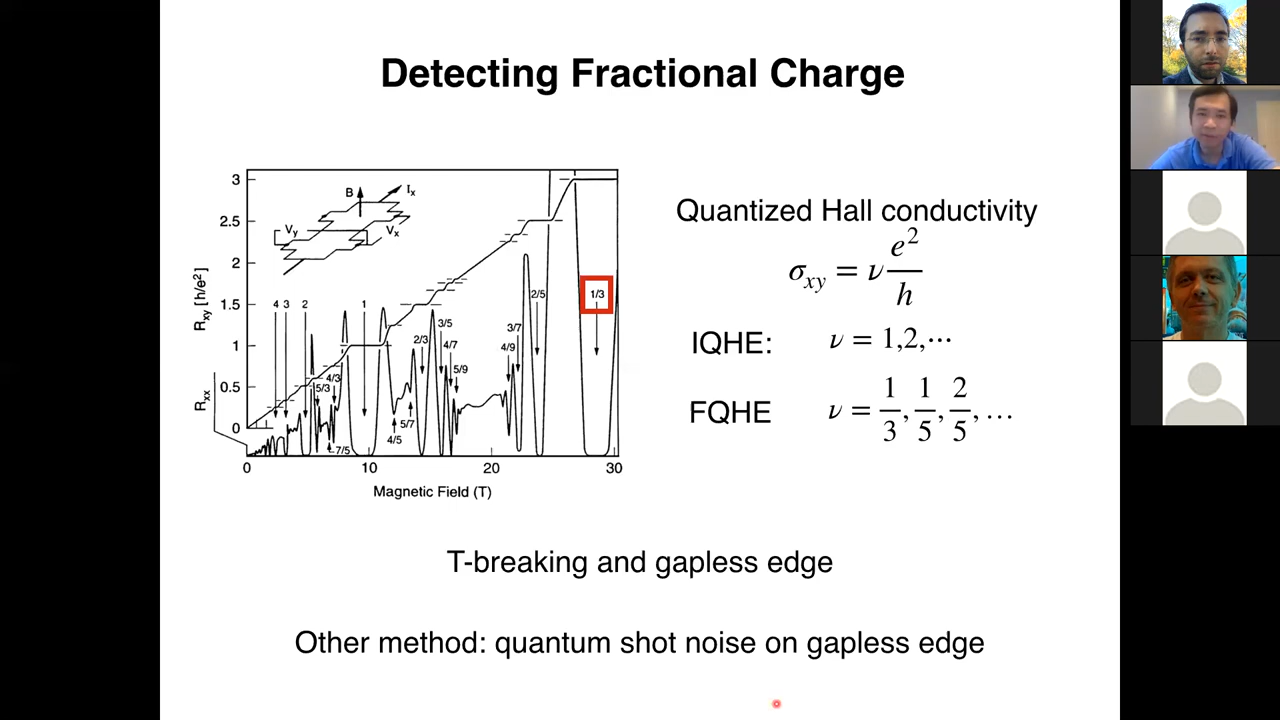 Detecting Fractional Charge
3
2.5
2
1.5
1
0.5
0
R_xy [h/e²]
R_xx
B
I_x
V_y
V_x
4 3 2 1
2/5
1/3
3/5
3/7
2/3
4/7
4/9
5/9
4/3
5/3
5/7
4/5
7/5
0 10 20 30
Magnetic Field (T)
Quantized Hall conductivity
σ_xy = ν e²/h
IQHE: ν = 1,2,⋯
FQHE ν = 1/3, 1/5, 2/5, …
T-breaking and gapless edge
Other method: quantum shot noise on gapless edge